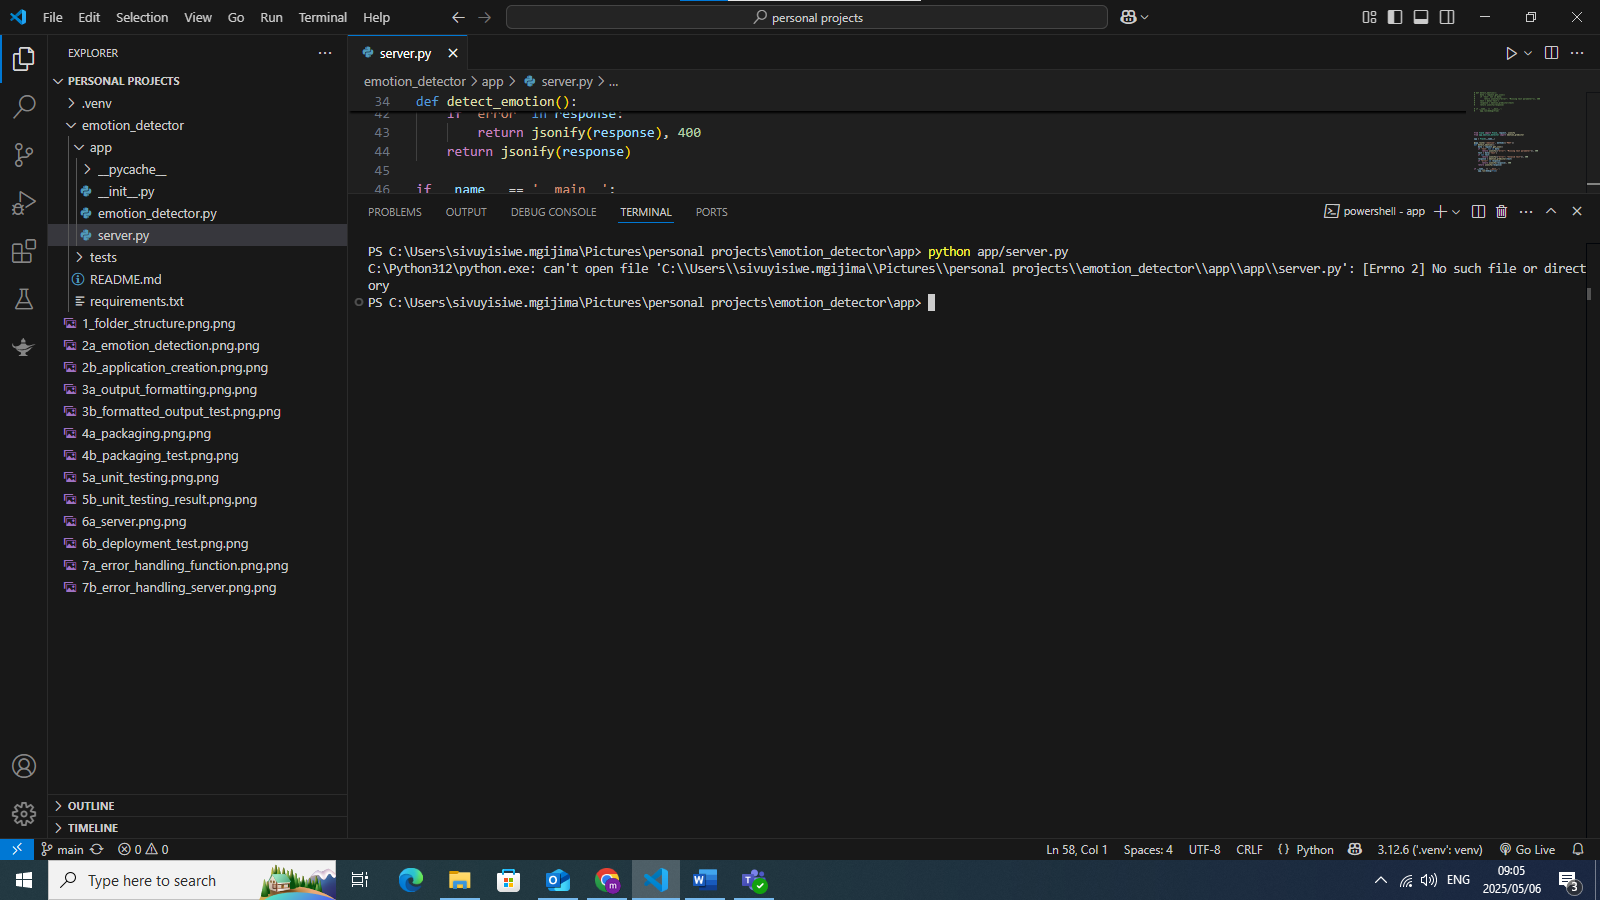 File Edit Selection View Go Run Terminal Help
personal projects
EXPLORER
PERSONAL PROJECTS
.venv
emotion_detector
app
__pycache__
__init__.py
emotion_detector.py
server.py
tests
README.md
requirements.txt
1_folder_structure.png.png
2a_emotion_detection.png.png
2b_application_creation.png.png
3a_output_formatting.png.png
3b_formatted_output_test.png.png
4a_packaging.png.png
4b_packaging_test.png.png
5a_unit_testing.png.png
5b_unit_testing_result.png.png
6a_server.png.png
6b_deployment_test.png.png
7a_error_handling_function.png.png
7b_error_handling_server.png.png
OUTLINE
TIMELINE
server.py
emotion_detector > app > server.py > ...
34 def detect_emotion():
42 if 'error' in response:
43 return jsonify(response), 400
44 return jsonify(response)
45
46 if __name__ == '__main__':
PROBLEMS OUTPUT DEBUG CONSOLE TERMINAL PORTS
powershell - app
PS C:\Users\sivuyisiwe.mgijima\Pictures\personal projects\emotion_detector\app> python app/server.py
C:\Python312\python.exe: can't open file 'C:\\Users\\sivuyisiwe.mgijima\\Pictures\\personal projects\\emotion_detector\\app\\app\\server.py': [Errno 2] No such file or direct
ory
PS C:\Users\sivuyisiwe.mgijima\Pictures\personal projects\emotion_detector\app>
main 0 0
Ln 58, Col 1 Spaces: 4 UTF-8 CRLF {} Python 3.12.6 ('.venv': venv) Go Live
Type here to search
ENG
09:05
2025/05/06
3